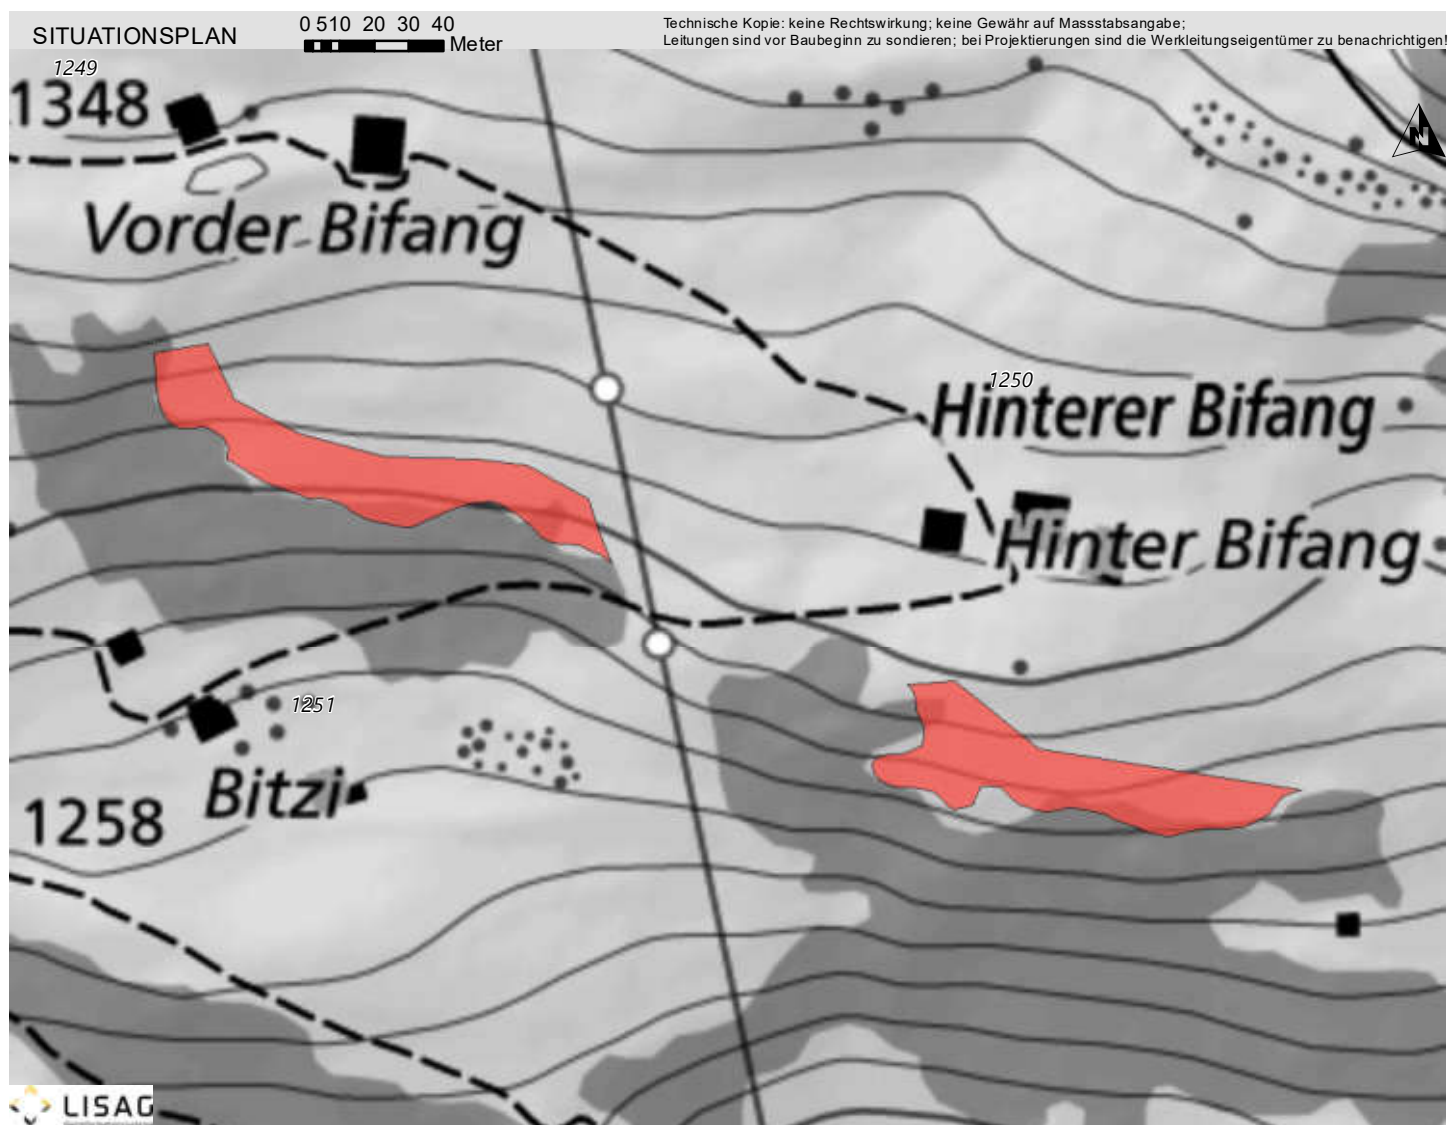 SITUATIONSPLAN
0 5 10 20 30 40
Meter
Technische Kopie: keine Rechtswirkung; keine Gewähr auf Massstabsangabe;
Leitungen sind vor Baubeginn zu sondieren; bei Projektierungen sind die Werkleitungseigentümer zu benachrichtigen!
1249
1348
N
Vorder Bifang
1250
Hinterer Bifang
Hinter Bifang
1251
Bitzi
1258
LISAG